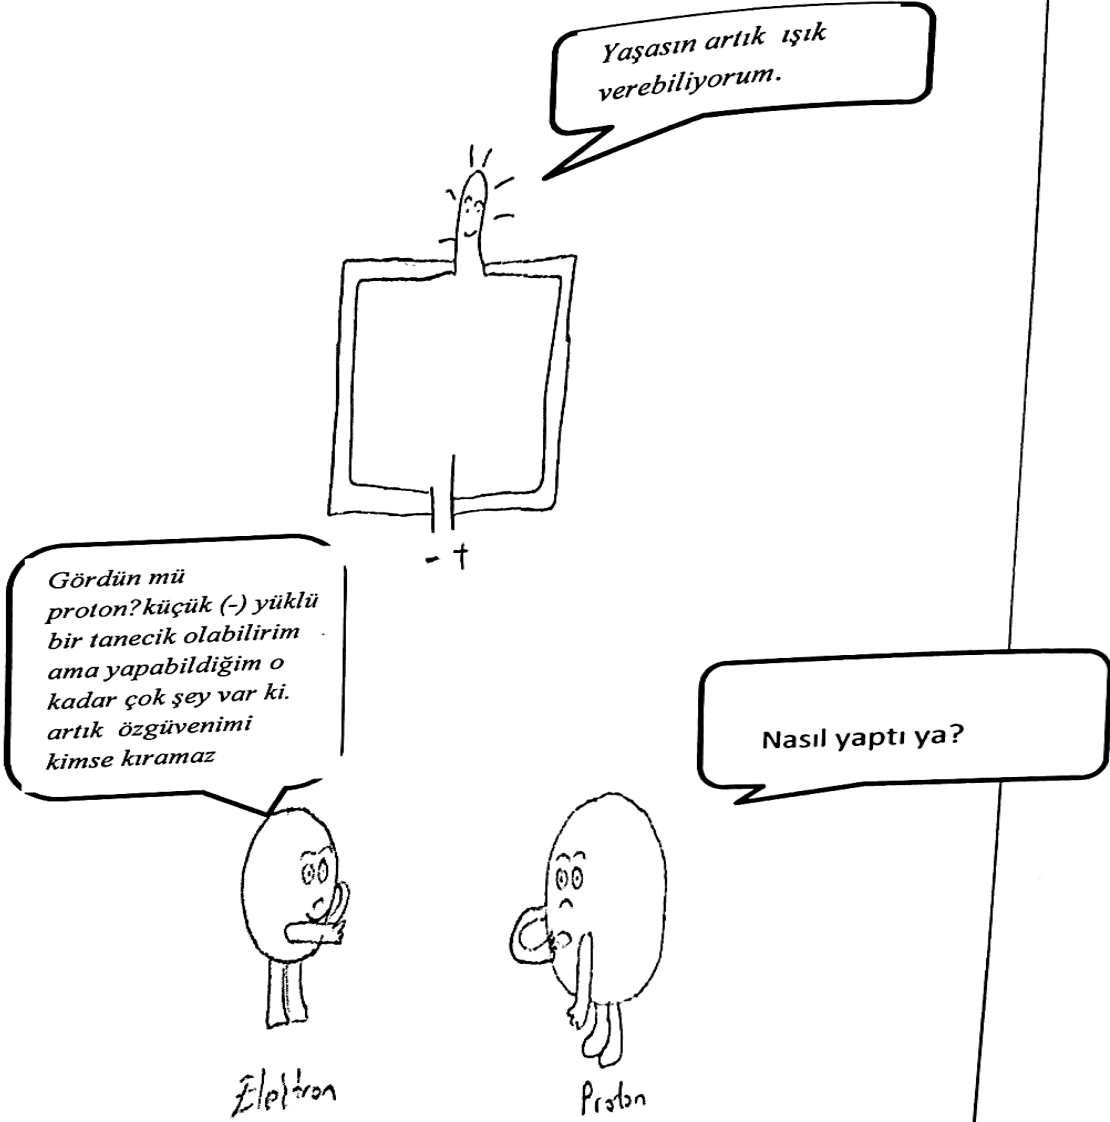 Yaşasın artık ışık
verebiliyorum.
- +
Gördün mü
proton?küçük (-) yüklü
bir tanecik olabilirim
ama yapabildiğim o
kadar çok şey var ki.
artık özgüvenimi
kimse kıramaz
Nasıl yaptı ya?
Elektron
Proton